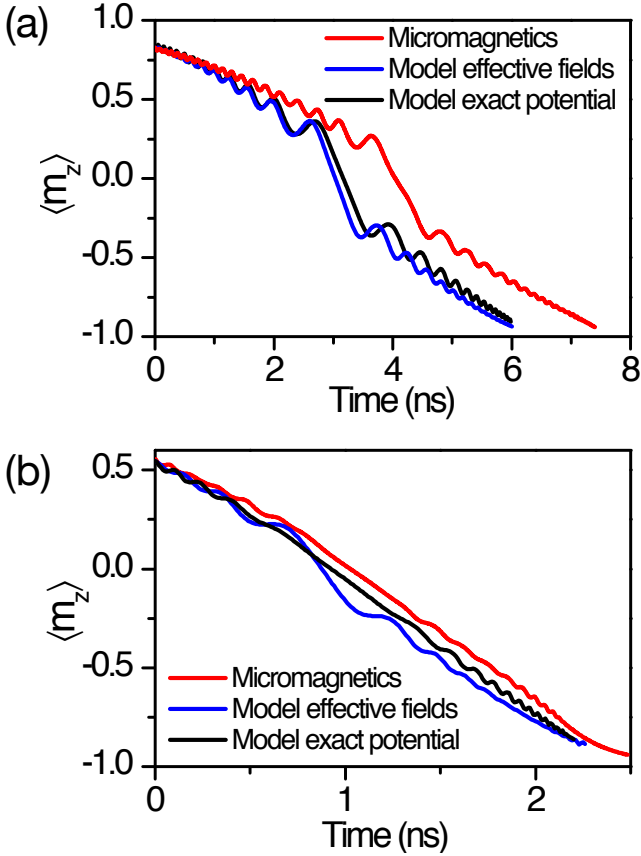 (a)
Micromagnetics
Model effective fields
Model exact potential
1.0
0.5
0.0
-0.5
-1.0
⟨m_z⟩
0 2 4 6 8
Time (ns)
(b)
0.5
0.0
-0.5
-1.0
⟨m_z⟩
Micromagnetics
Model effective fields
Model exact potential
0 1 2
Time (ns)